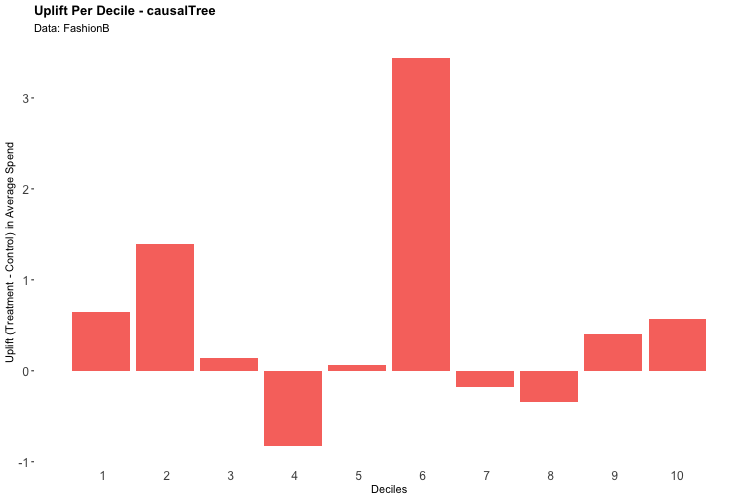 Uplift Per Decile - causalTree
Data: FashionB
Uplift (Treatment - Control) in Average Spend
3
2
1
0
-1
1 2 3 4 5 6 7 8 9 10
Deciles